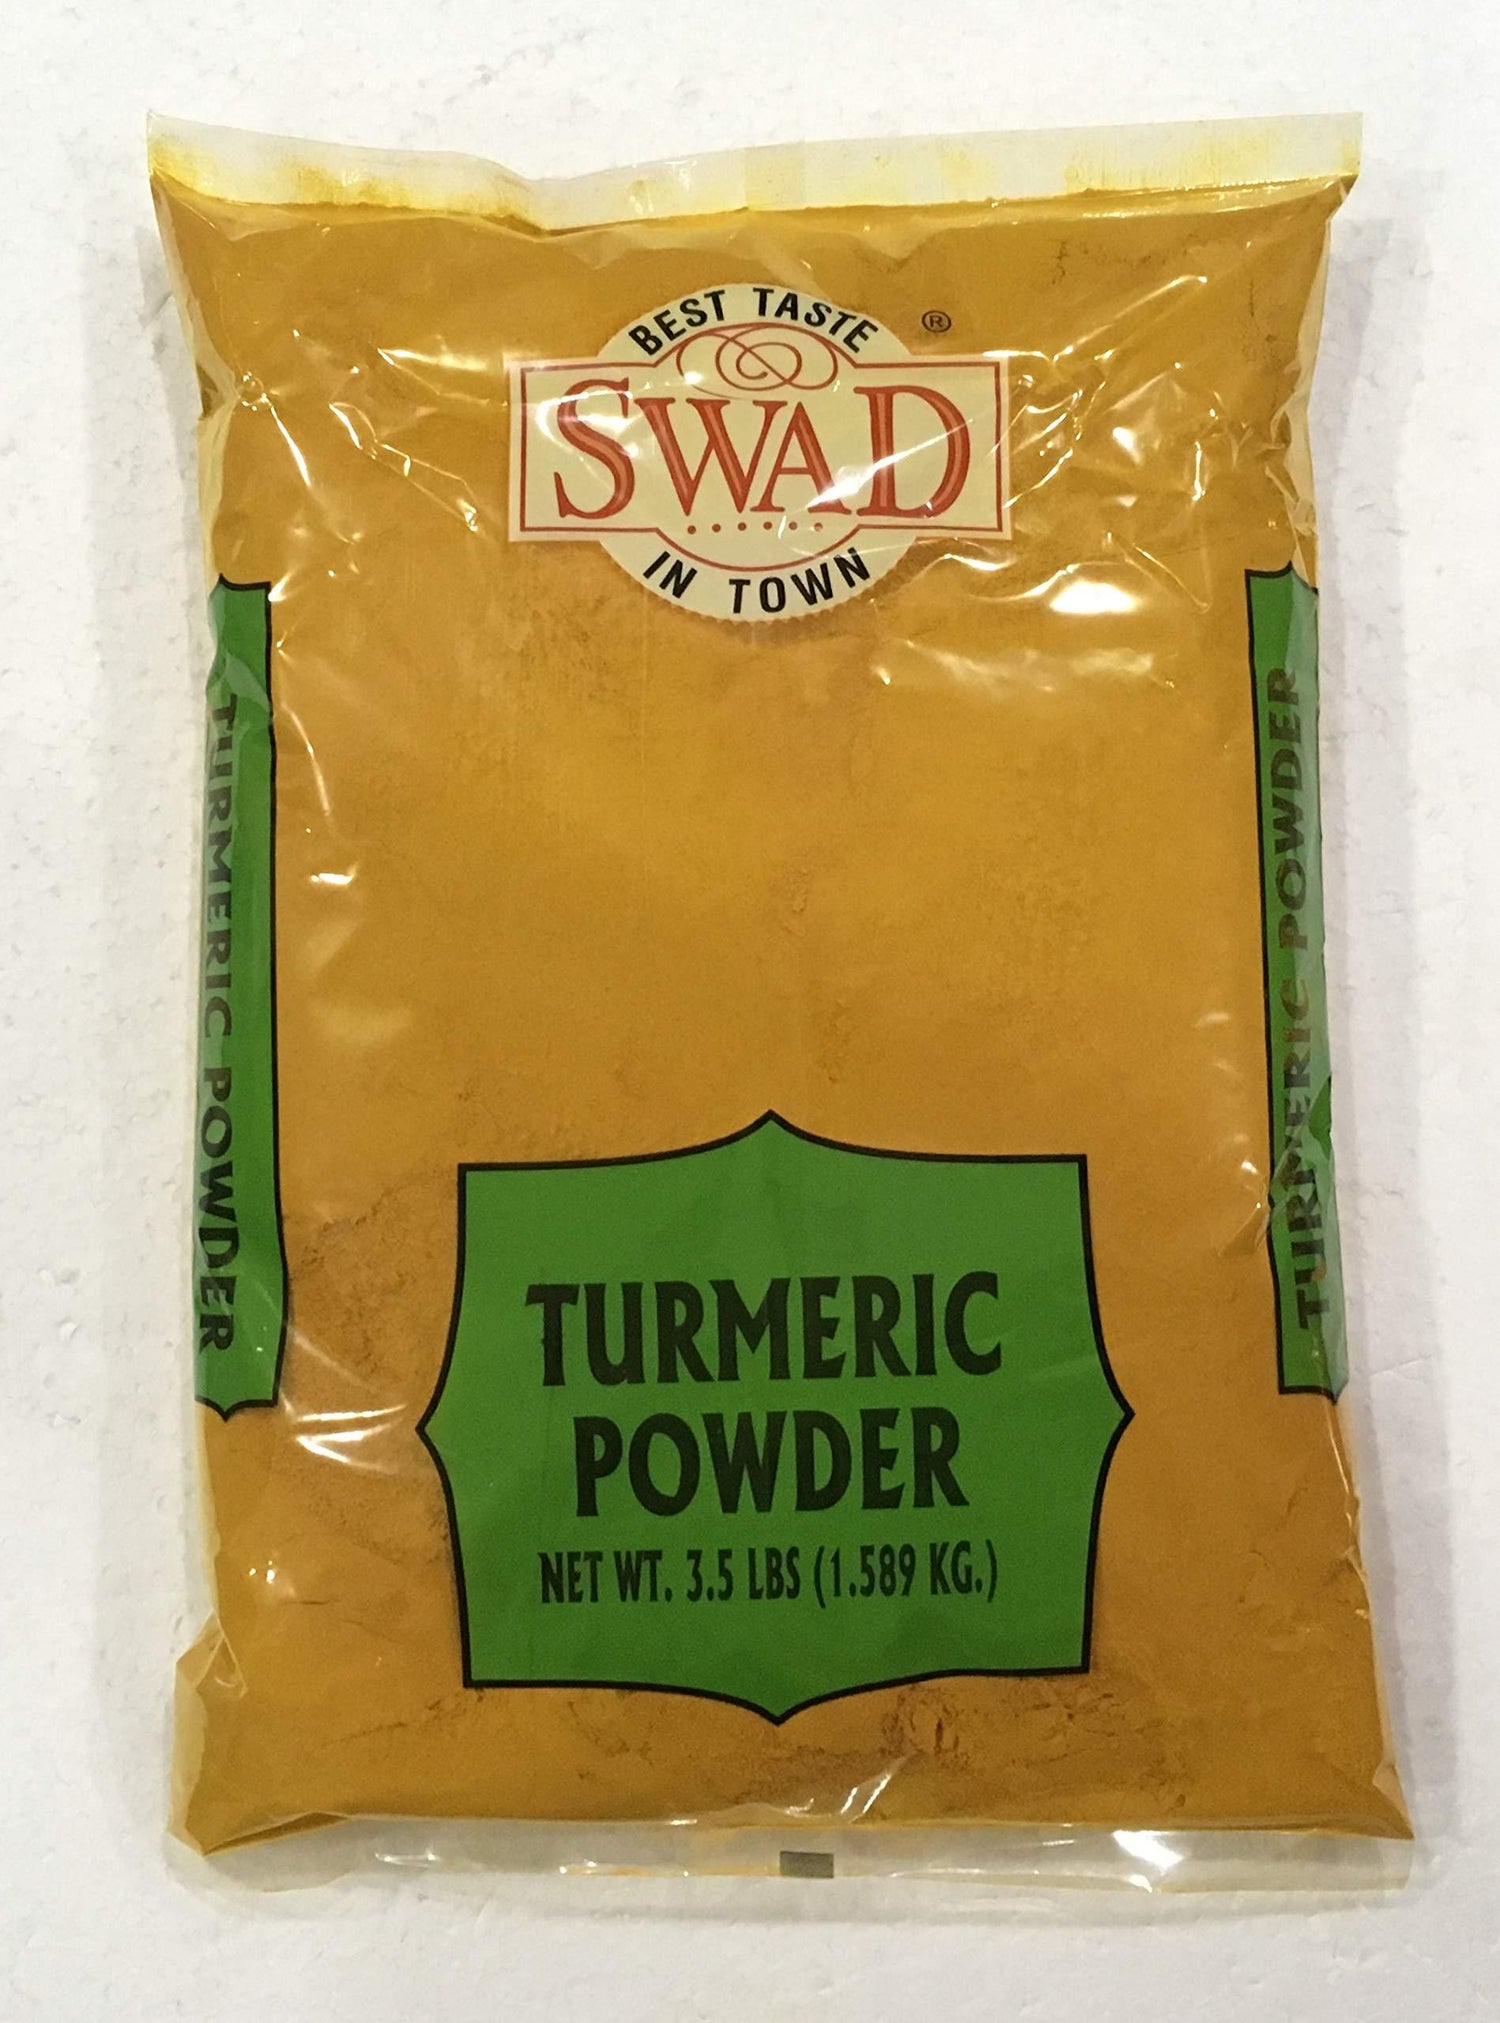 BEST TASTE
®
SWAD
IN TOWN
TURMERIC POWDER
TURMERIC POWDER
TURMERIC
POWDER
NET WT. 3.5 LBS (1.589 KG.)